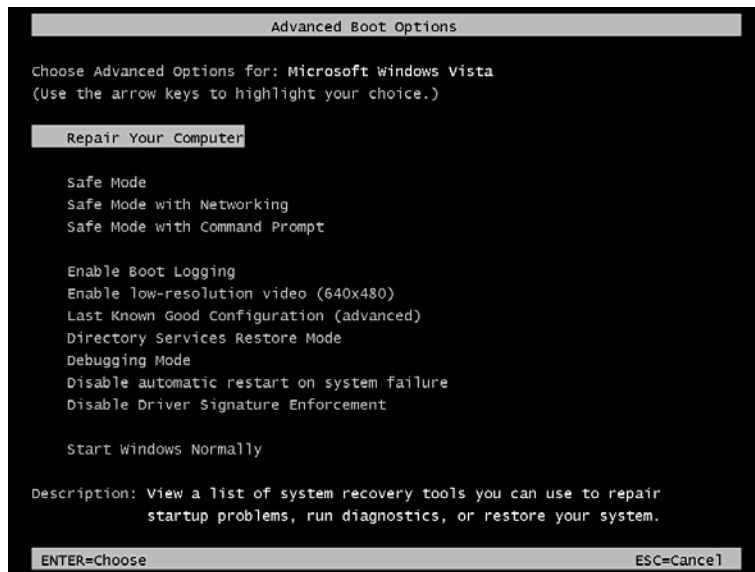 Advanced Boot Options
Choose Advanced Options for: Microsoft Windows Vista
(Use the arrow keys to highlight your choice.)
Repair Your Computer
Safe Mode
Safe Mode with Networking
Safe Mode with Command Prompt
Enable Boot Logging
Enable low-resolution video (640x480)
Last Known Good Configuration (advanced)
Directory Services Restore Mode
Debugging Mode
Disable automatic restart on system failure
Disable Driver Signature Enforcement
Start Windows Normally
Description: View a list of system recovery tools you can use to repair
startup problems, run diagnostics, or restore your system.
ENTER=Choose ESC=Cancel